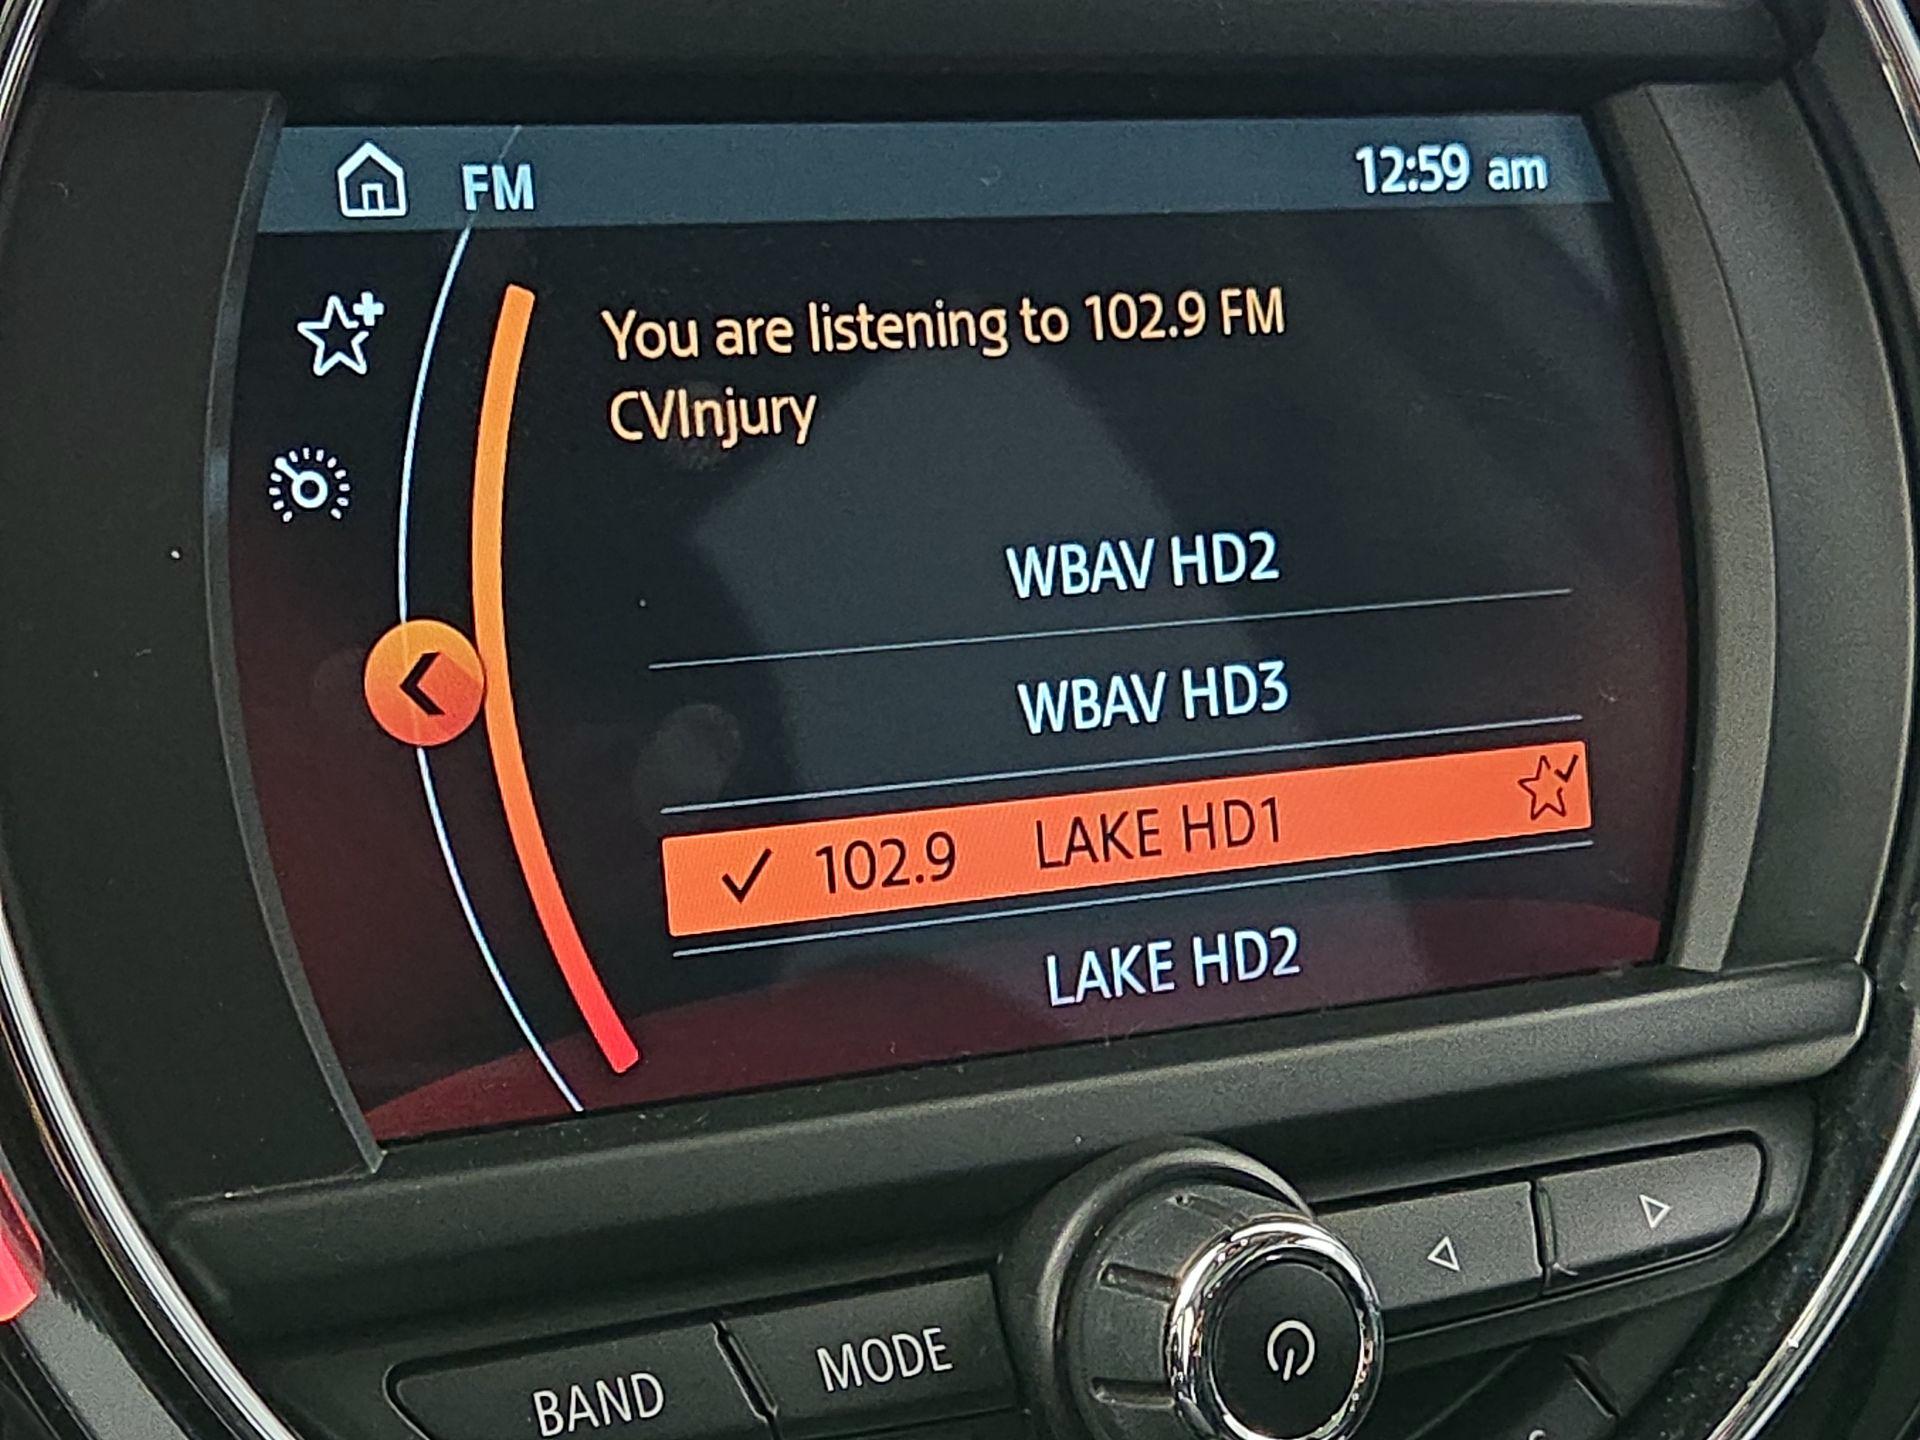 FM
12:59 am
You are listening to 102.9 FM
CVInjury
WBAV HD2
WBAV HD3
102.9 LAKE HD1
LAKE HD2
BAND
MODE